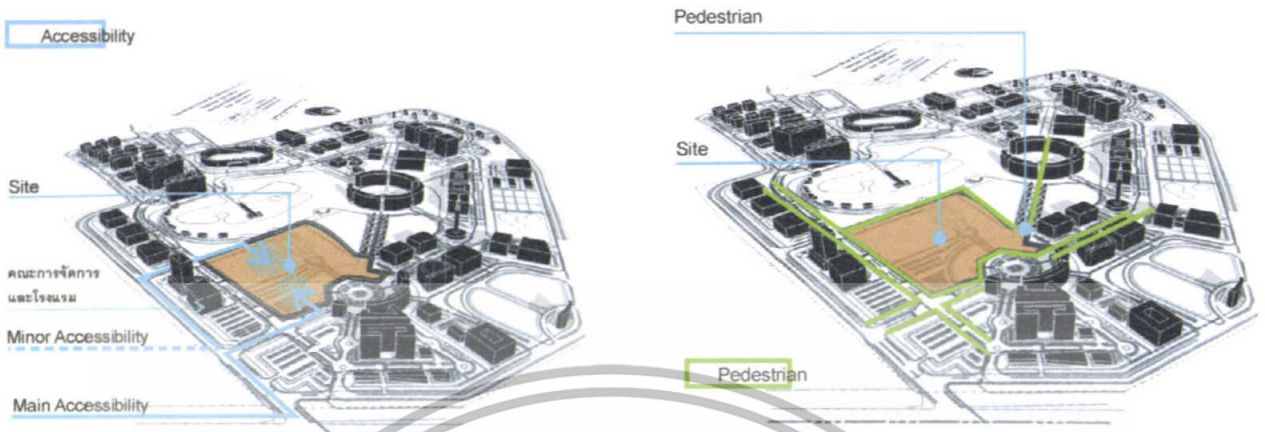 Accessibility
Site
คณะการจัดการ
และโรงแรม
Minor Accessibility
Main Accessibility
Pedestrian
Site
Pedestrian